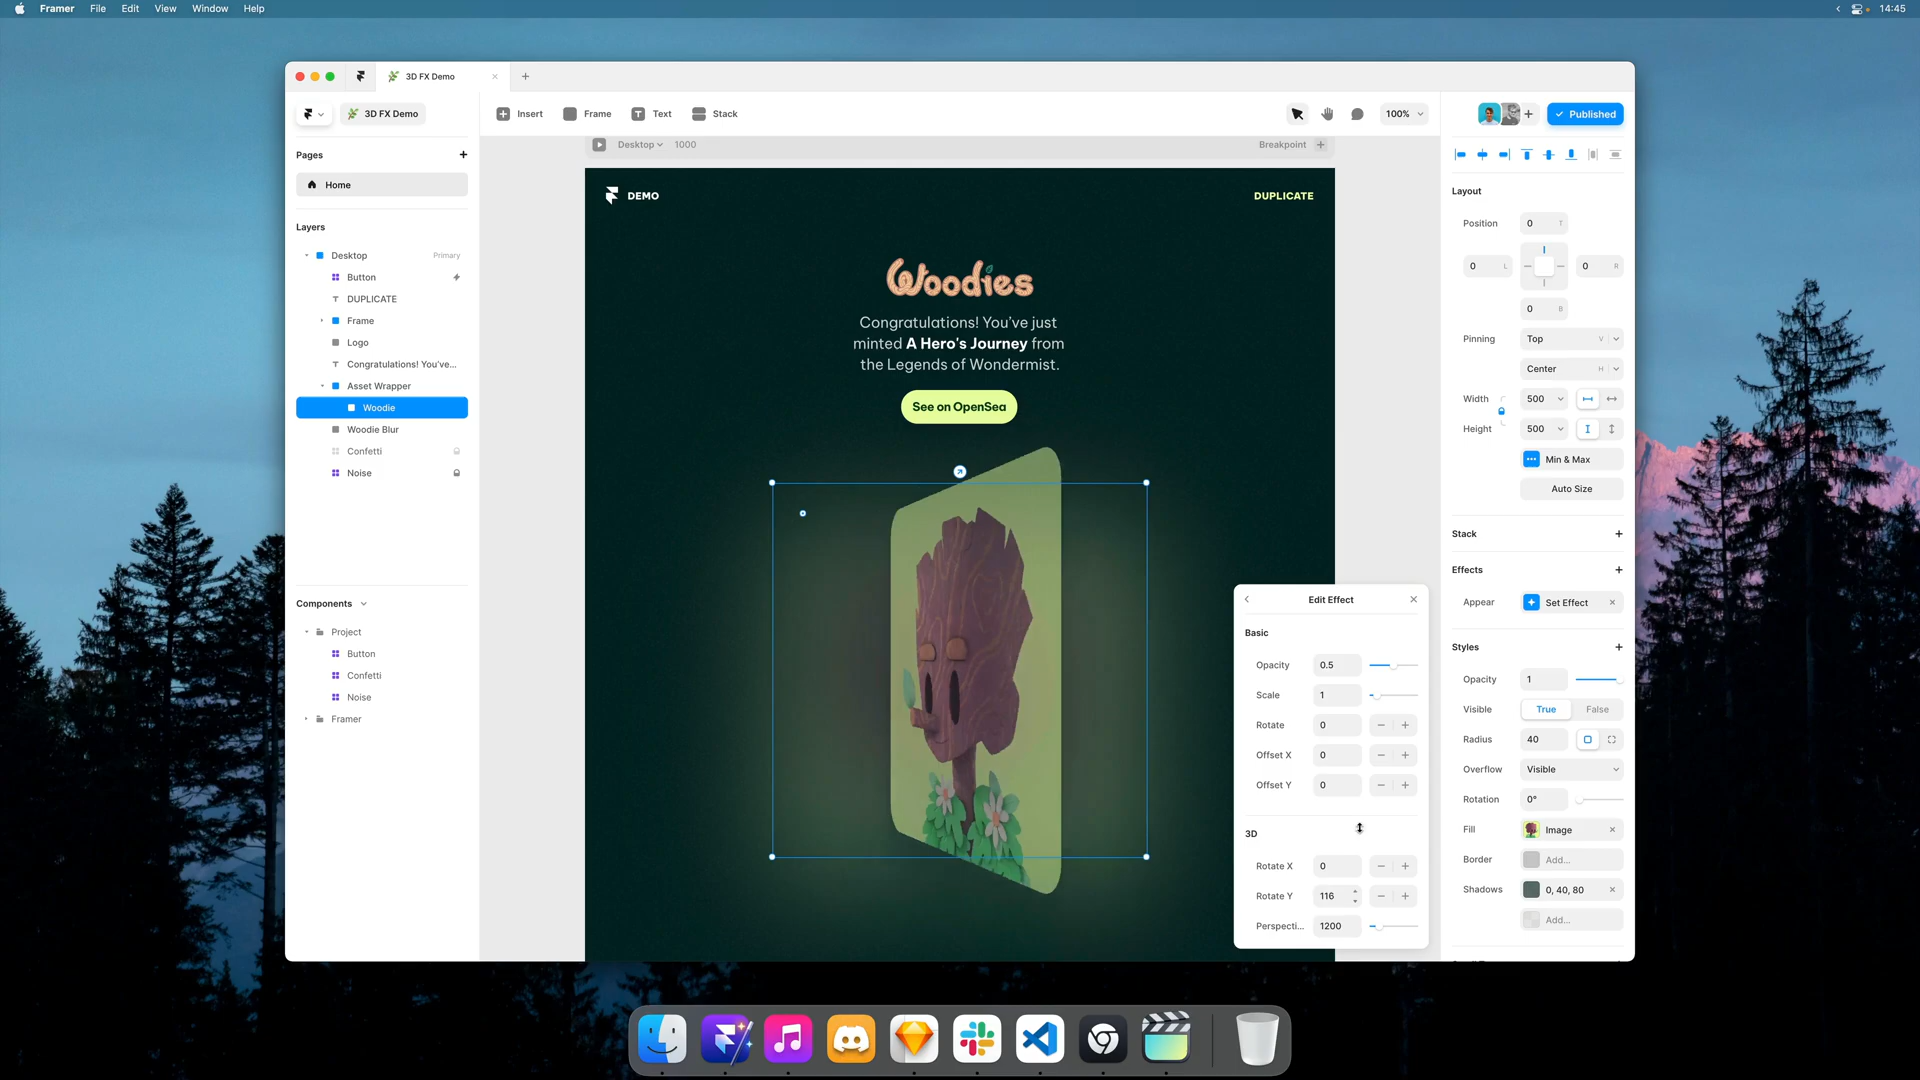 Framer File Edit View Window Help
14:45
3D FX Demo
3D FX Demo
Insert Frame Text Stack
100%
Published
Pages
Home
Layers
Desktop Primary
Button
DUPLICATE
Frame
Logo
Congratulations! You've...
Asset Wrapper
Woodie
Woodie Blur
Confetti
Noise
Components
Project
Button
Confetti
Noise
Framer
Desktop 1000
Breakpoint
DEMO
DUPLICATE
Woodies
Congratulations! You've just
minted A Hero's Journey from
the Legends of Wondermist.
See on OpenSea
Edit Effect
Basic
Opacity 0.5
Scale 1
Rotate 0
Offset X 0
Offset Y 0
3D
Rotate X 0
Rotate Y 116
Perspecti... 1200
Layout
Position 0 T
0 L 0 R
0 B
Pinning Top V
Center H
Width 500
Height 500
Min & Max
Auto Size
Stack
Effects
Appear Set Effect
Styles
Opacity 1
Visible True False
Radius 40
Overflow Visible
Rotation 0°
Fill Image
Border Add...
Shadows 0, 40, 80
Add...